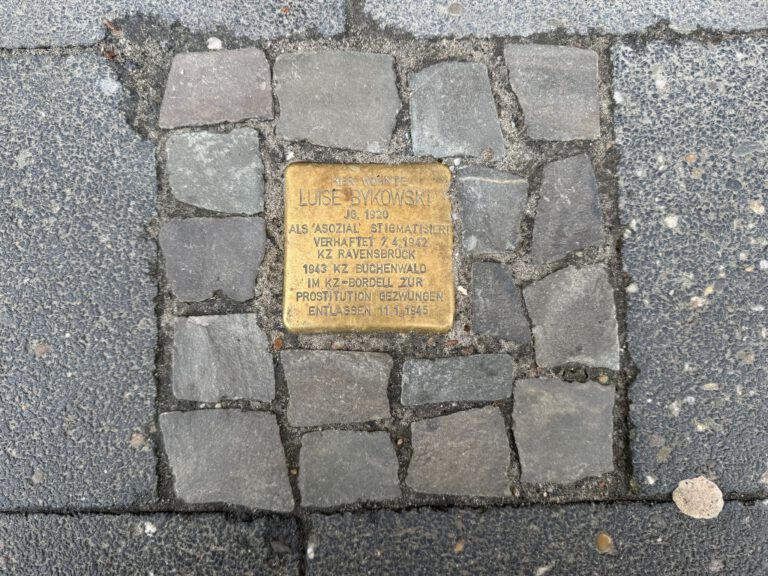 HIER WOHNTE
LUISE BYKOWSKI
JG. 1920
ALS 'ASOZIAL' STIGMATISIERT
VERHAFTET 7.4.1942
KZ RAVENSBRÜCK
1943 KZ BUCHENWALD
IM KZ-BORDELL ZUR
PROSTITUTION GEZWUNGEN
ENTLASSEN 11.1.1945